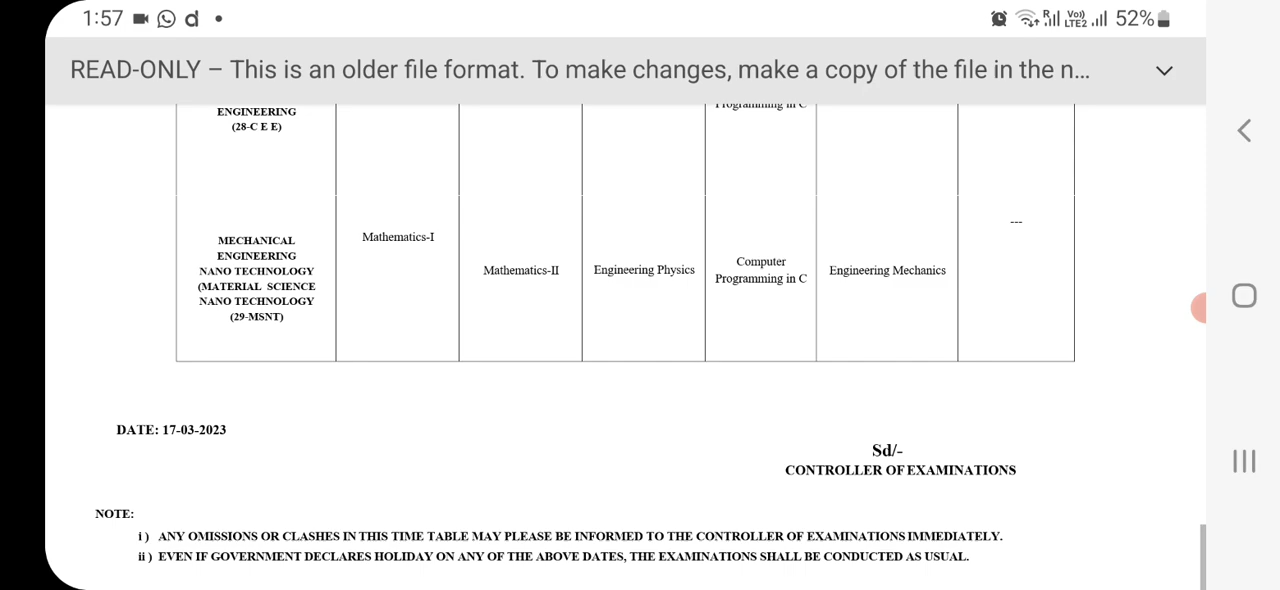 1:57
d
R
Vo))
LTE2
52%
READ-ONLY – This is an older file format. To make changes, make a copy of the file in the n...
ENGINEERING
(28-C E E)
Programming in C
MECHANICAL
ENGINEERING
NANO TECHNOLOGY
(MATERIAL SCIENCE
NANO TECHNOLOGY
(29-MSNT)
Mathematics-I
Mathematics-II
Engineering Physics
Computer
Programming in C
Engineering Mechanics
---
DATE: 17-03-2023
Sd/-
CONTROLLER OF EXAMINATIONS
NOTE:
i ) ANY OMISSIONS OR CLASHES IN THIS TIME TABLE MAY PLEASE BE INFORMED TO THE CONTROLLER OF EXAMINATIONS IMMEDIATELY.
ii ) EVEN IF GOVERNMENT DECLARES HOLIDAY ON ANY OF THE ABOVE DATES, THE EXAMINATIONS SHALL BE CONDUCTED AS USUAL.